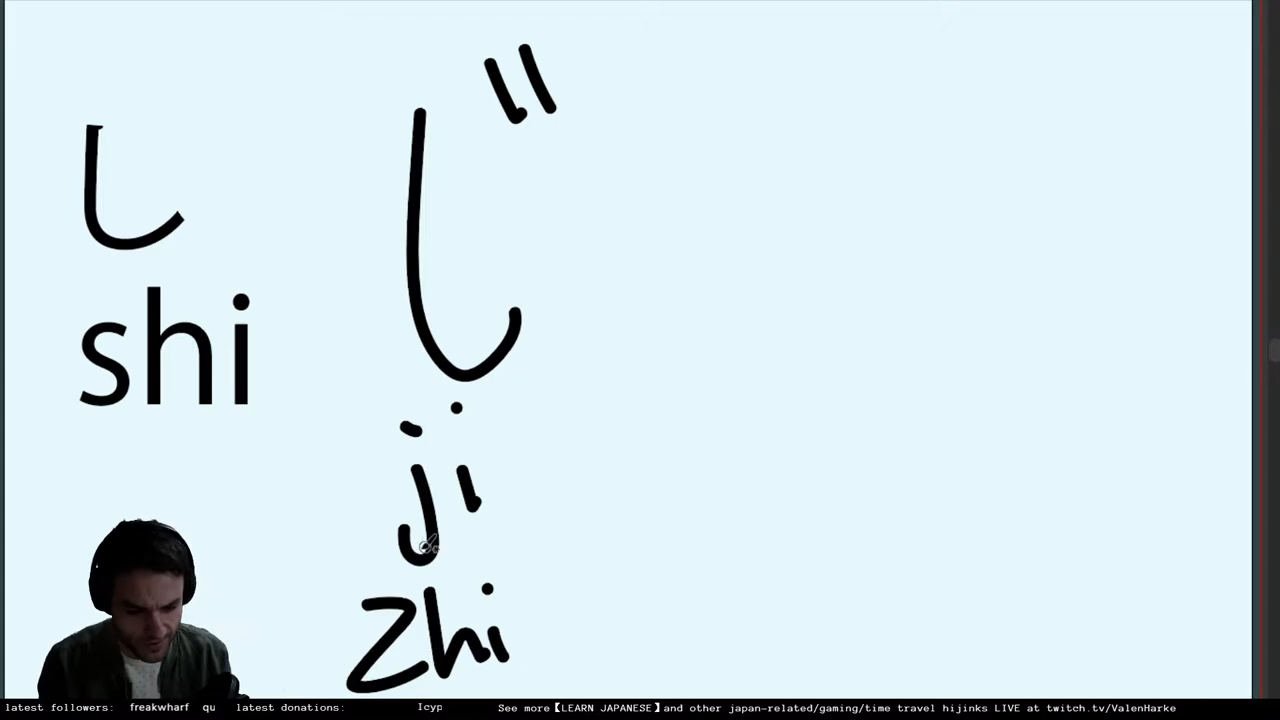 し
shi
じ
ji
Zhi
latest followers: freakwharf qu latest donations: Icyp See more【LEARN JAPANESE】and other japan-related/gaming/time travel hijinks LIVE at twitch.tv/ValenHarke